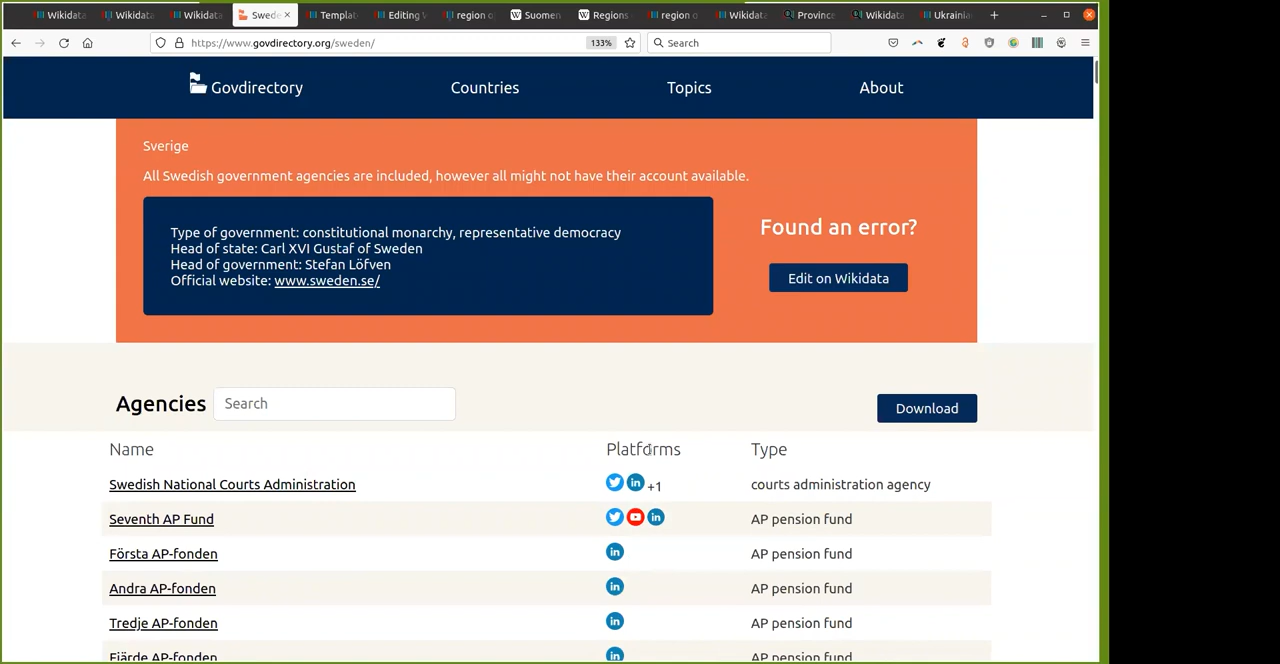 Wikidata
Wikidata
Wikidata
Swede
Templat
Editing W
region o
Suomen
Regions
region o
Wikidata
Province
Wikidata
Ukrainia
https://www.govdirectory.org/sweden/
133%
Search
Govdirectory
Countries
Topics
About
Sverige
All Swedish government agencies are included, however all might not have their account available.
Type of government: constitutional monarchy, representative democracy
Head of state: Carl XVI Gustaf of Sweden
Head of government: Stefan Löfven
Official website: www.sweden.se/
Found an error?
Edit on Wikidata
Agencies
Search
Download
Name Platforms Type
Swedish National Courts Administration +1 courts administration agency
Seventh AP Fund AP pension fund
Första AP-fonden AP pension fund
Andra AP-fonden AP pension fund
Tredje AP-fonden AP pension fund
Fjärde AP-fonden AP pension fund